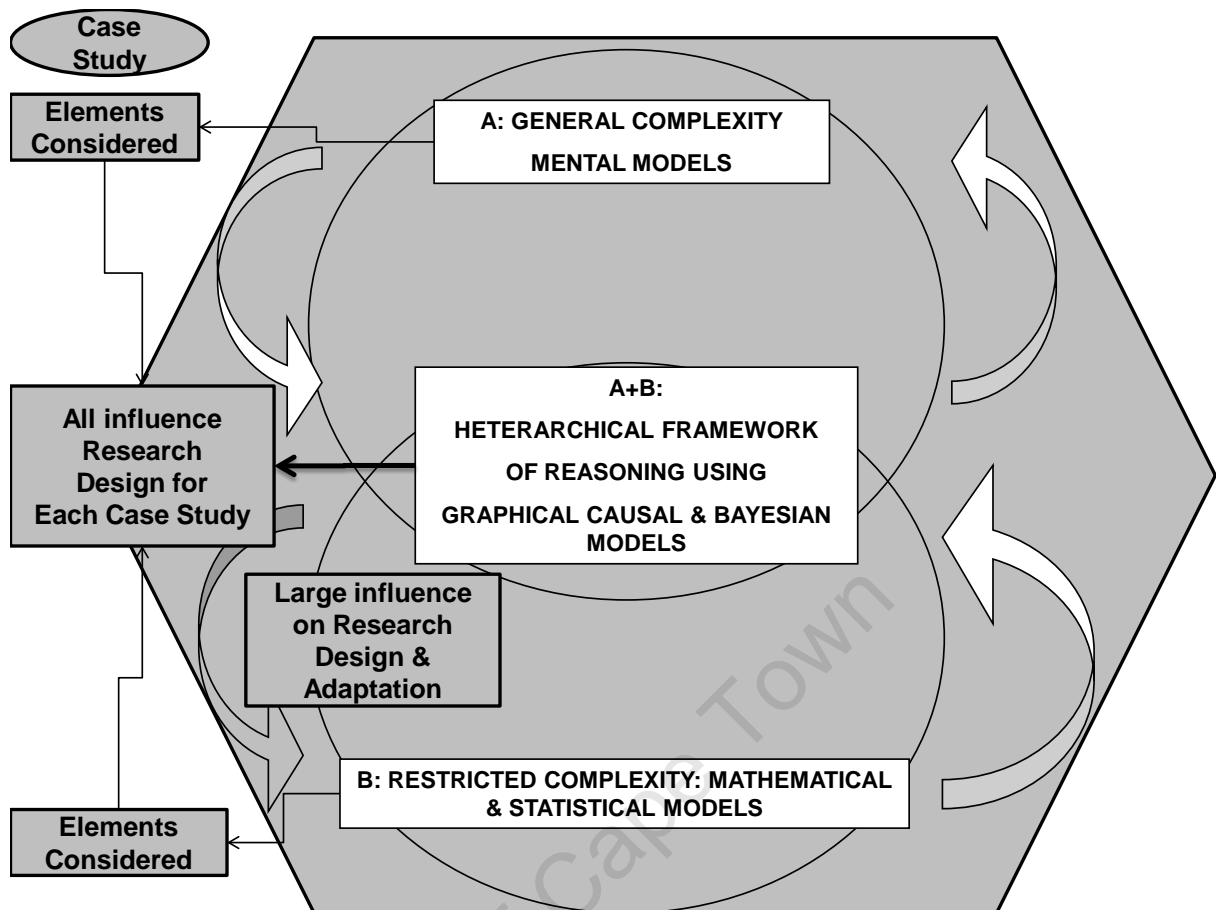 Case
Study
Elements
Considered
A: GENERAL COMPLEXITY
MENTAL MODELS
All influence
Research
Design for
Each Case Study
A+B:
HETERARCHICAL FRAMEWORK
OF REASONING USING
GRAPHICAL CAUSAL & BAYESIAN
MODELS
Large influence
on Research
Design &
Adaptation
B: RESTRICTED COMPLEXITY: MATHEMATICAL
& STATISTICAL MODELS
Elements
Considered
Cape Town